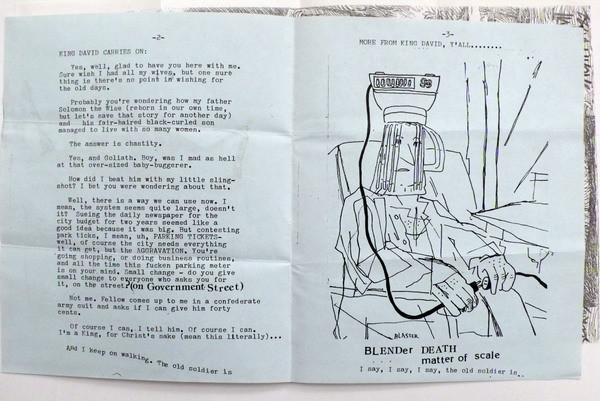 -2-
KING DAVID CARRIES ON:
Yes, well, glad to have you here with me.
Sure wish I had all my wives, but one sure
thing is there's no point in wishing for
the old days.
Probably you're wondering how my father
Solomon the Wise (reborn in our own time,
but let's save that story for another day)
and his fair-haired black-curled son
managed to live with so many women.
The answer is chastity.
Yes, and Goliath. Boy, was I mad as hell
at that over-sized baby-buggerer.
How did I beat him with my little sling-
shot? I bet you were wondering about that.
Well, there is a way we can use now. I
mean, the system seems quite large, doesn't
it? Sueing the daily newspaper for the
city budget for two years seemed like a
good idea because it was big. But contesting
park ticks, I mean, uh, PARKING TICKETS-
well, of course the city needs everything
it can get, but the AGGRAVATION. You're
going shopping, or doing business, routines,
and all the time this fucken parking meter
is on your mind. Small change - do you give
small change to everyone who asks you for
it, on the street?(on Government Street)
Not me. Fellow comes up to me in a confederate
army suit and asks if I can give him forty
cents.
Of course I can, I tell him. Of course I can.
I'm a King, for Christ's sake (mean this literally)...
And I keep on walking. The old soldier is
-3-
MORE FROM KING DAVID, Y'ALL........
BLASTER
BLENDer DEATH
matter of scale
I say, I say, I say, the old soldier is..